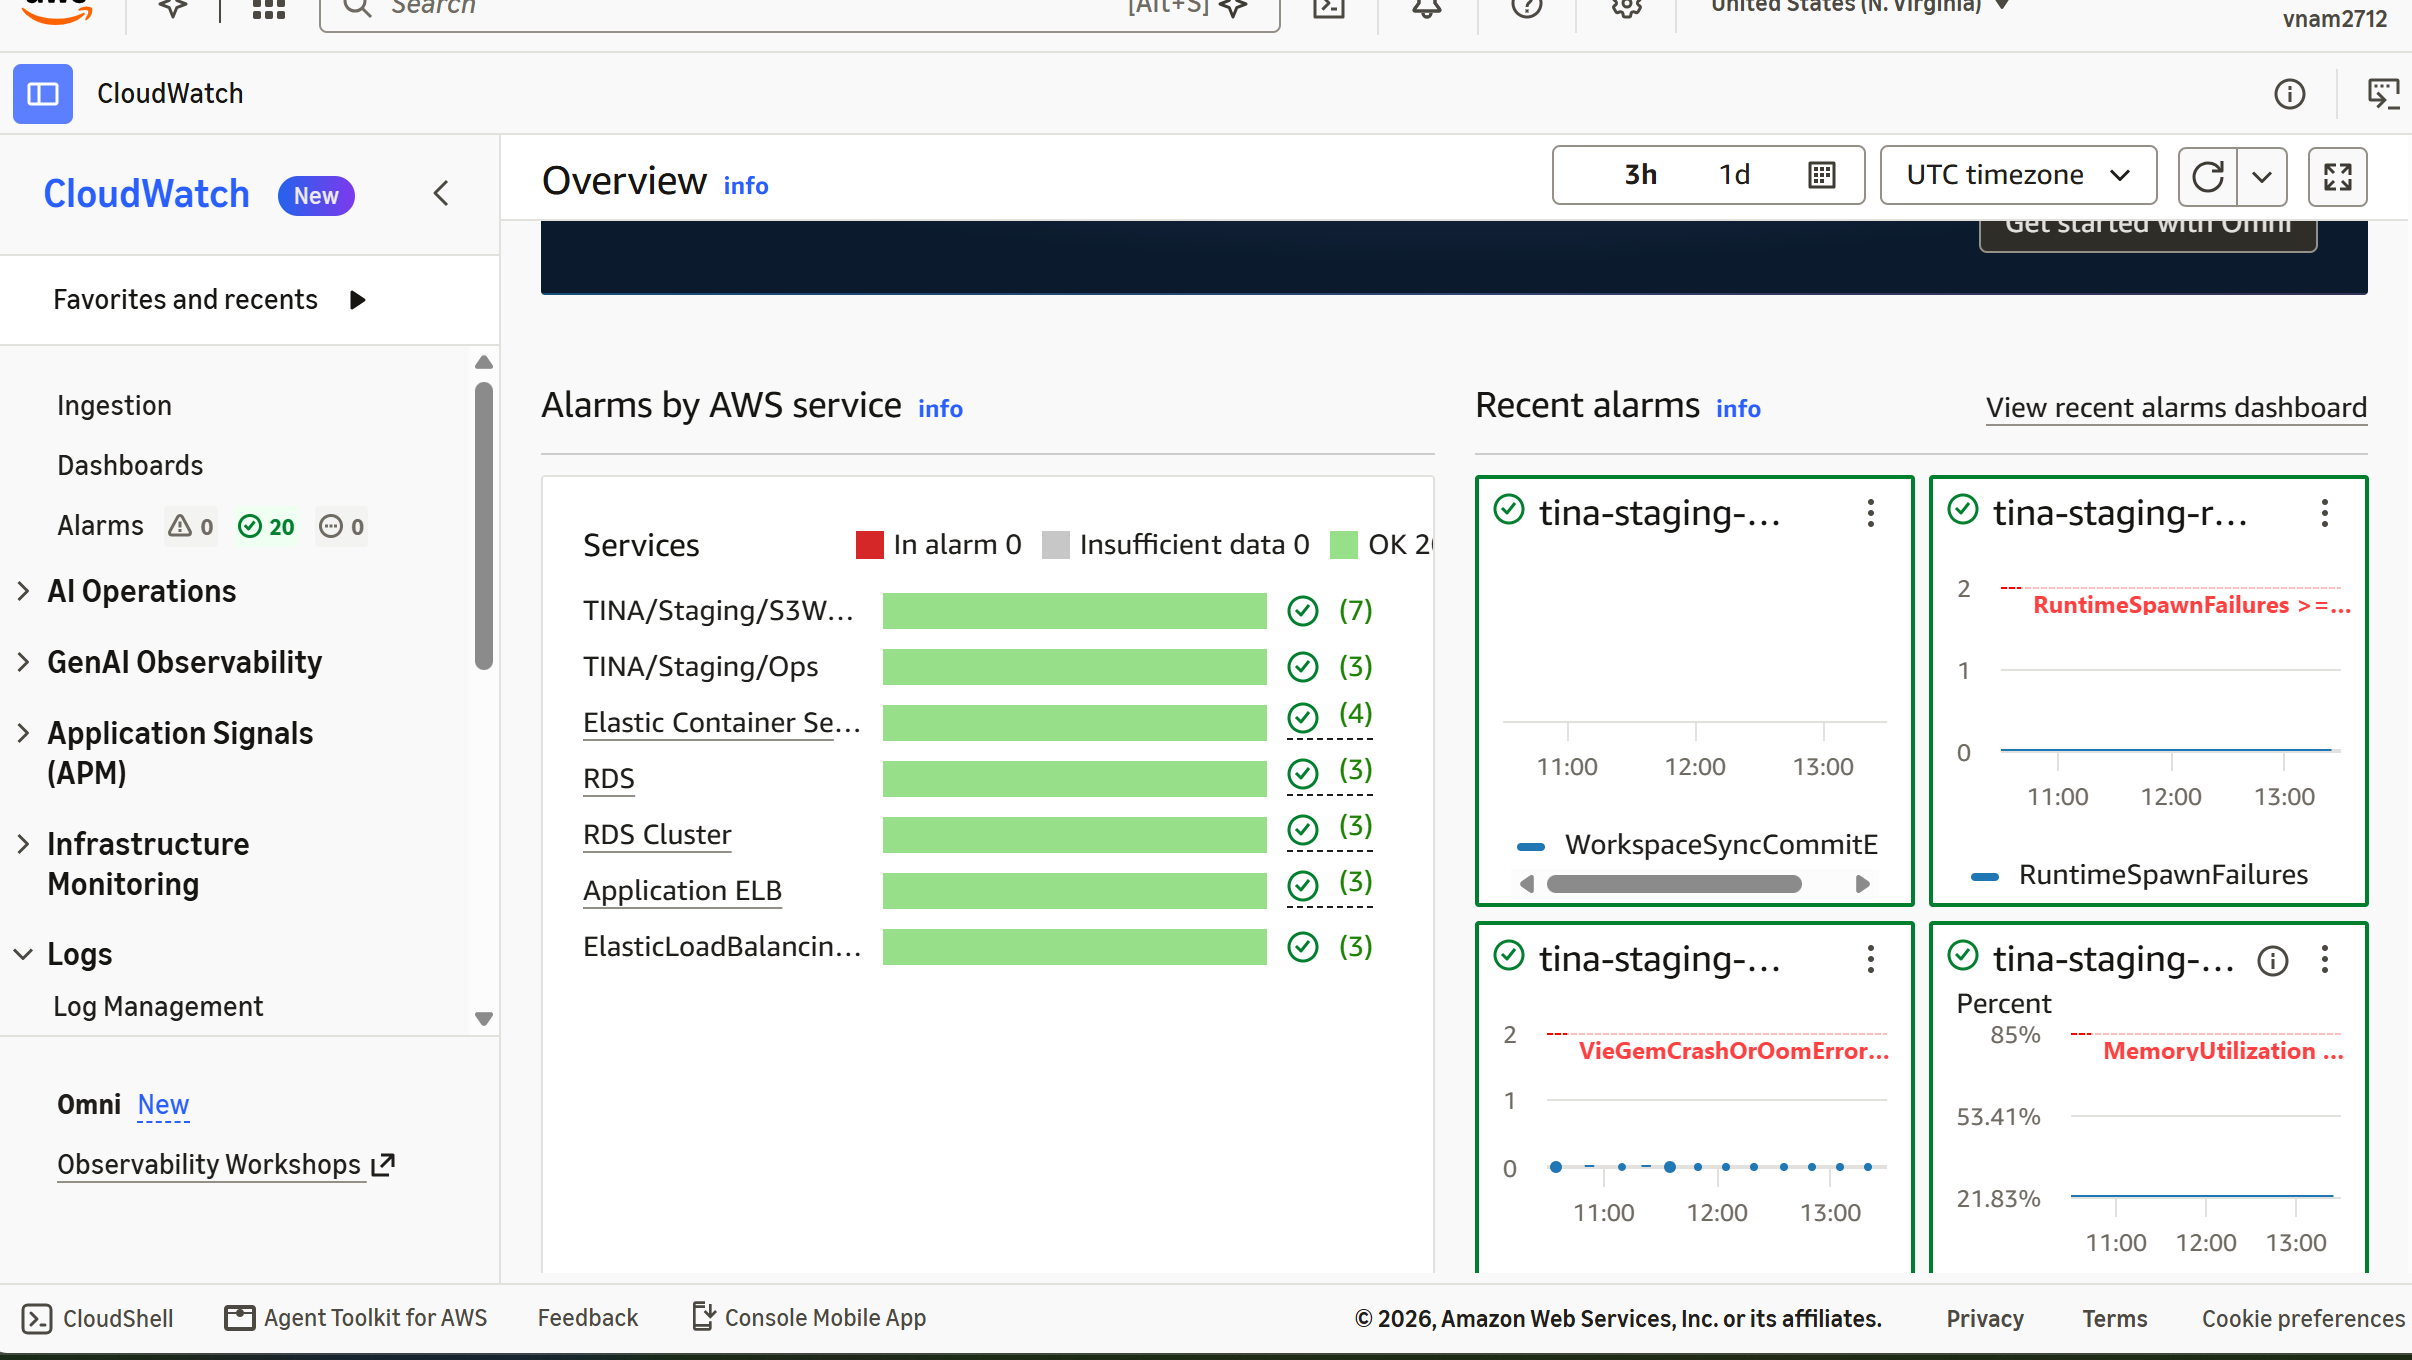 aws
Search
[Alt+S]
United States (N. Virginia)
vnam2712
CloudWatch
CloudWatch New
Favorites and recents
Ingestion
Dashboards
Alarms 0 20 0
AI Operations
GenAI Observability
Application Signals
(APM)
Infrastructure
Monitoring
Logs
Log Management
Omni New
Observability Workshops
Overview info
3h 1d
UTC timezone
Get started with Omni
Alarms by AWS service info
Services
In alarm 0 Insufficient data 0 OK 20
TINA/Staging/S3W... (7)
TINA/Staging/Ops (3)
Elastic Container Se... (4)
RDS (3)
RDS Cluster (3)
Application ELB (3)
ElasticLoadBalancin... (3)
Recent alarms info
View recent alarms dashboard
tina-staging-...
11:00 12:00 13:00
WorkspaceSyncCommitE
tina-staging-r...
2
RuntimeSpawnFailures >=...
1
0
11:00 12:00 13:00
RuntimeSpawnFailures
tina-staging-...
2
VieGemCrashOrOomError...
1
0
11:00 12:00 13:00
tina-staging-...
Percent
85%
MemoryUtilization ...
53.41%
21.83%
11:00 12:00 13:00
CloudShell
Agent Toolkit for AWS
Feedback
Console Mobile App
© 2026, Amazon Web Services, Inc. or its affiliates.
Privacy
Terms
Cookie preferences